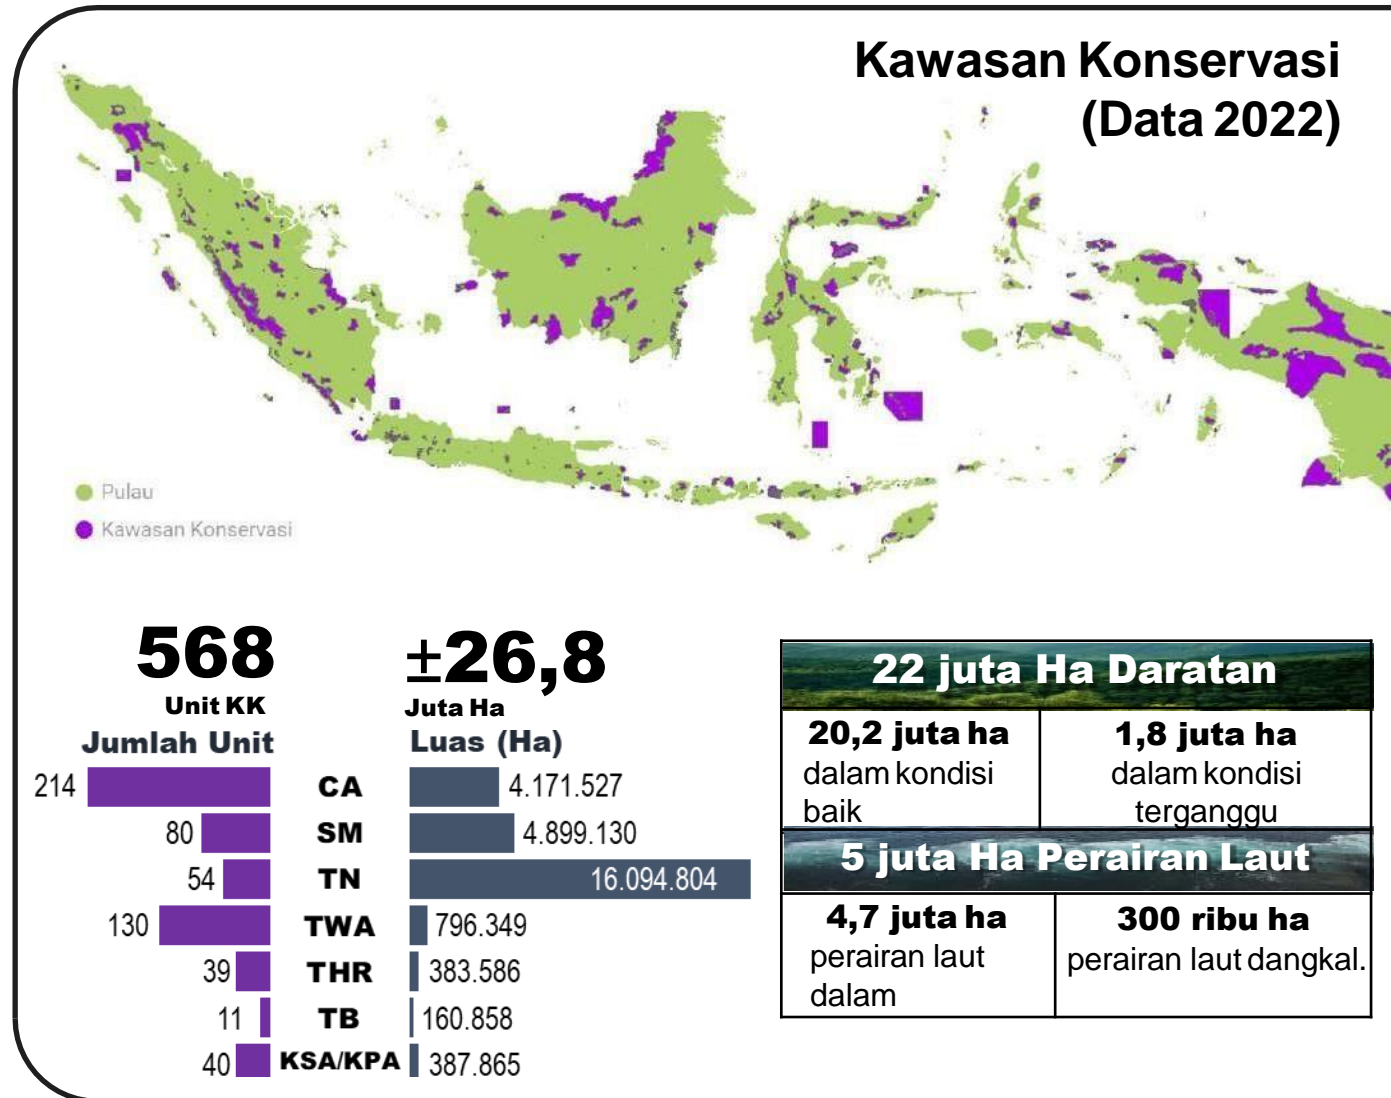 Kawasan Konservasi
(Data 2022)
Pulau
Kawasan Konservasi
568
Unit KK
Jumlah Unit
±26,8
Juta Ha
Luas (Ha)
214 CA 4.171.527
80 SM 4.899.130
54 TN 16.094.804
130 TWA 796.349
39 THR 383.586
11 TB 160.858
40 KSA/KPA 387.865
22 juta Ha Daratan
20,2 juta ha
dalam kondisi
baik
1,8 juta ha
dalam kondisi
terganggu
5 juta Ha Perairan Laut
4,7 juta ha
perairan laut
dalam
300 ribu ha
perairan laut dangkal.